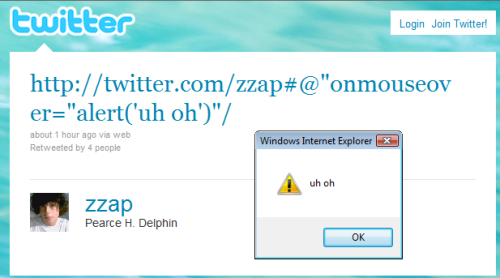 twitter
Login Join Twitter!
http://twitter.com/zzap#@"onmouseov
er="alert('uh oh')"/
about 1 hour ago via web
Retweeted by 4 people
Windows Internet Explorer
uh oh
OK
zzap
Pearce H. Delphin